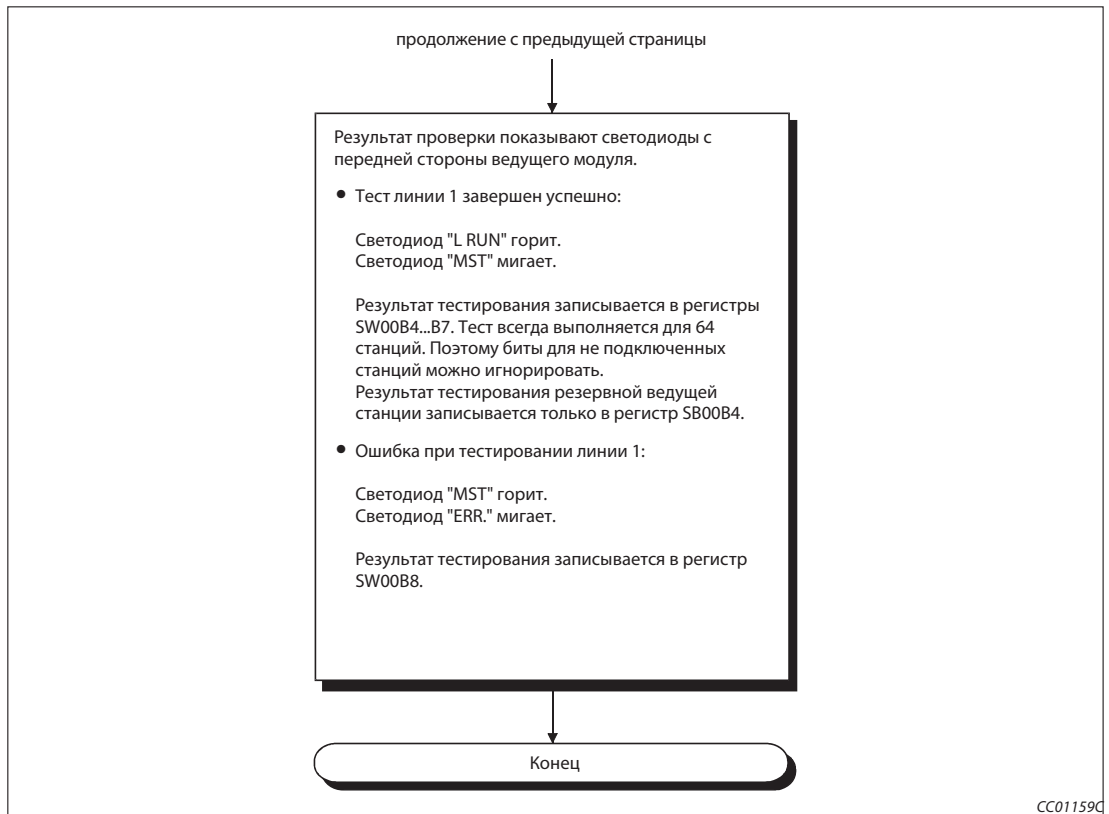 продолжение с предыдущей страницы
Результат проверки показывают светодиоды с
передней стороны ведущего модуля.
• Тест линии 1 завершен успешно:
Светодиод "L RUN" горит.
Светодиод "MST" мигает.
Результат тестирования записывается в регистры
SW00B4...B7. Тест всегда выполняется для 64
станций. Поэтому биты для не подключенных
станций можно игнорировать.
Результат тестирования резервной ведущей
станции записывается только в регистр SB00B4.
• Ошибка при тестировании линии 1:
Светодиод "MST" горит.
Светодиод "ERR." мигает.
Результат тестирования записывается в регистр
SW00B8.
Конец
CC01159C